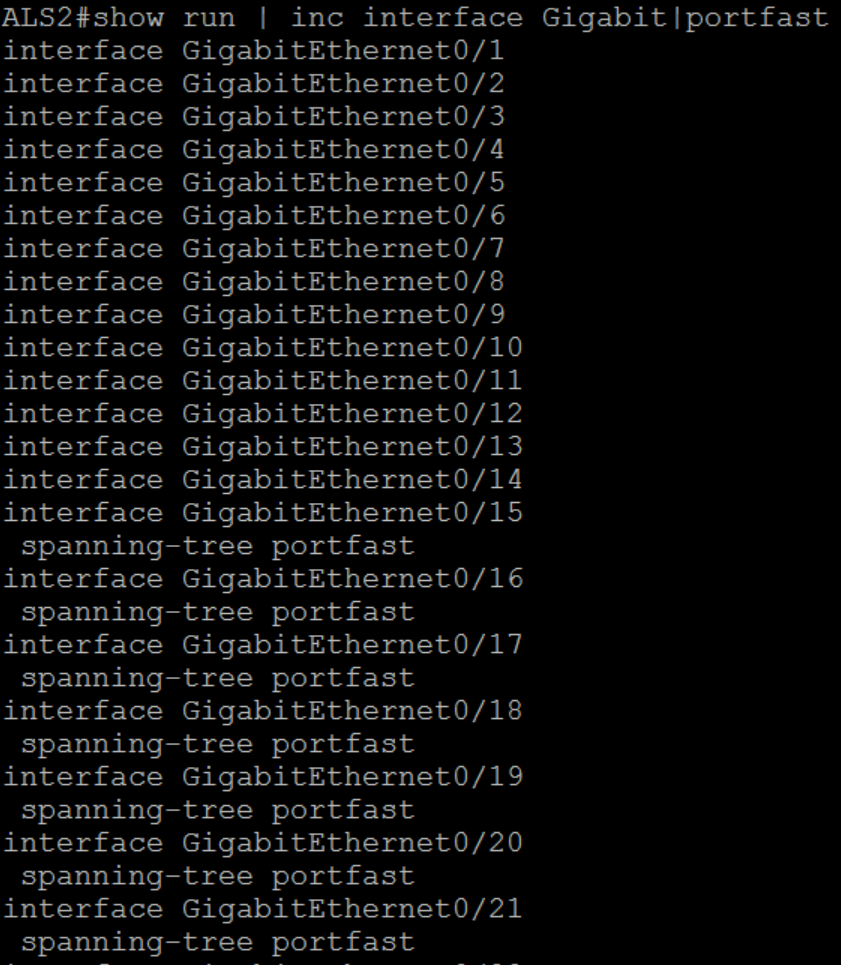 ALS2#show run | inc interface Gigabit|portfast
interface GigabitEthernet0/1
interface GigabitEthernet0/2
interface GigabitEthernet0/3
interface GigabitEthernet0/4
interface GigabitEthernet0/5
interface GigabitEthernet0/6
interface GigabitEthernet0/7
interface GigabitEthernet0/8
interface GigabitEthernet0/9
interface GigabitEthernet0/10
interface GigabitEthernet0/11
interface GigabitEthernet0/12
interface GigabitEthernet0/13
interface GigabitEthernet0/14
interface GigabitEthernet0/15
 spanning-tree portfast
interface GigabitEthernet0/16
 spanning-tree portfast
interface GigabitEthernet0/17
 spanning-tree portfast
interface GigabitEthernet0/18
 spanning-tree portfast
interface GigabitEthernet0/19
 spanning-tree portfast
interface GigabitEthernet0/20
 spanning-tree portfast
interface GigabitEthernet0/21
 spanning-tree portfast